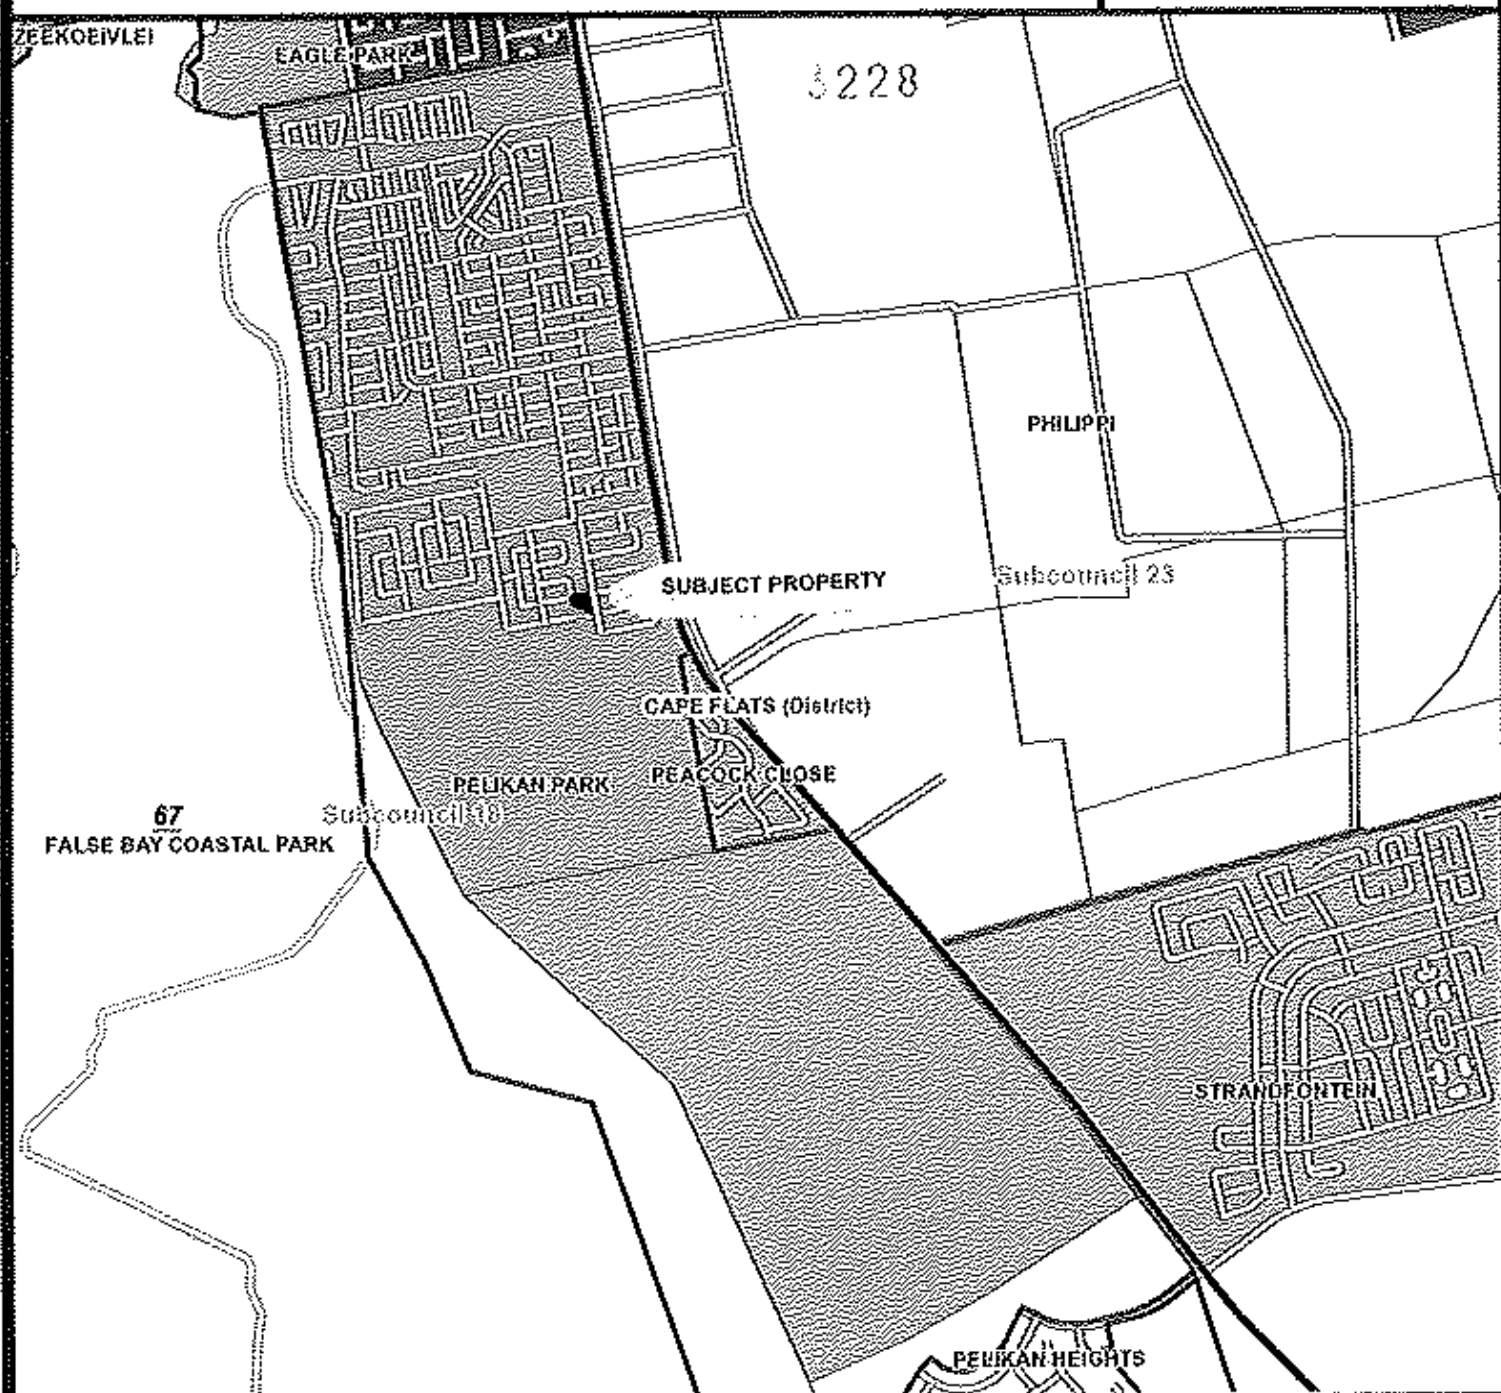 ZEEKOEIVLEI
EAGLE PARK
3228
PHILIPPI
SUBJECT PROPERTY
Subcouncil 23
CAPE FLATS (District)
PEACOCK CLOSE
PELIKAN PARK
Subcouncil 18
67
FALSE BAY COASTAL PARK
STRANDFONTEIN
PELIKAN HEIGHTS